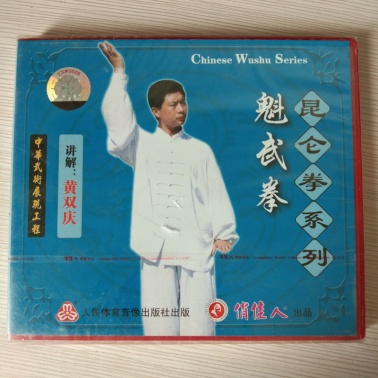 Chinese Wushu Series
昆仑拳系列
魁武拳
讲解：黄双庆
中華武術展现工程
人民体育音像出版社出版
俏佳人 出品